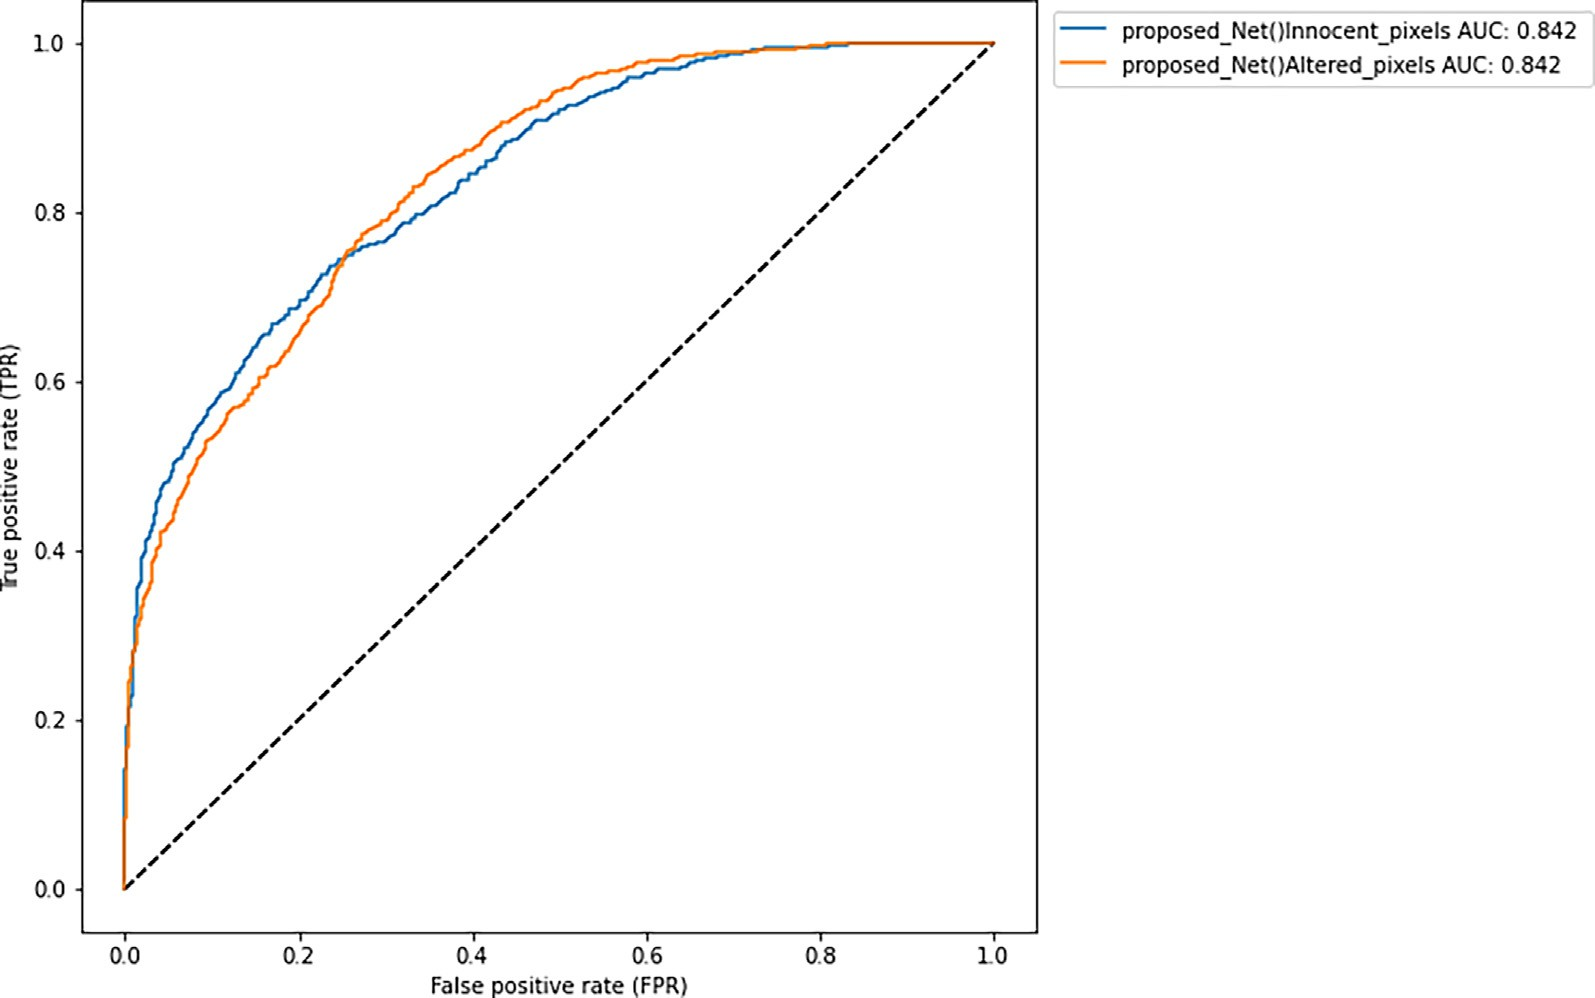 proposed_Net()Innocent_pixels AUC: 0.842
proposed_Net()Altered_pixels AUC: 0.842
True positive rate (TPR)
1.0
0.8
0.6
0.4
0.2
0.0
0.0 0.2 0.4 0.6 0.8 1.0
False positive rate (FPR)